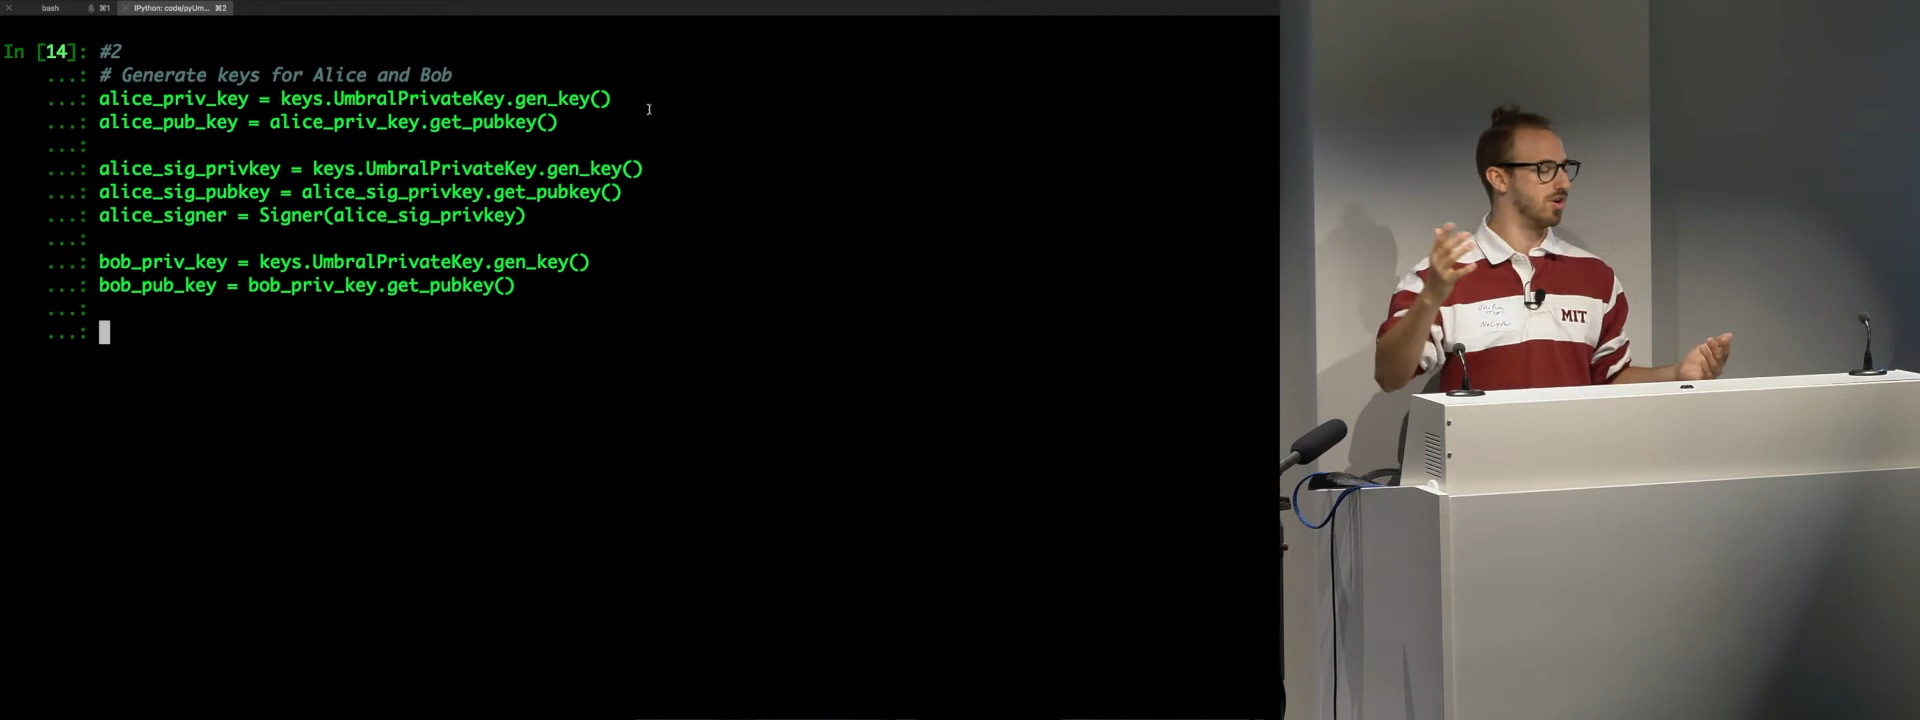 bash
⌘1
IPython: code/pyUm...
⌘2
In [14]: #2
...: # Generate keys for Alice and Bob
...: alice_priv_key = keys.UmbralPrivateKey.gen_key()
...: alice_pub_key = alice_priv_key.get_pubkey()
...:
...: alice_sig_privkey = keys.UmbralPrivateKey.gen_key()
...: alice_sig_pubkey = alice_sig_privkey.get_pubkey()
...: alice_signer = Signer(alice_sig_privkey)
...:
...: bob_priv_key = keys.UmbralPrivateKey.gen_key()
...: bob_pub_key = bob_priv_key.get_pubkey()
...:
...:
MIT